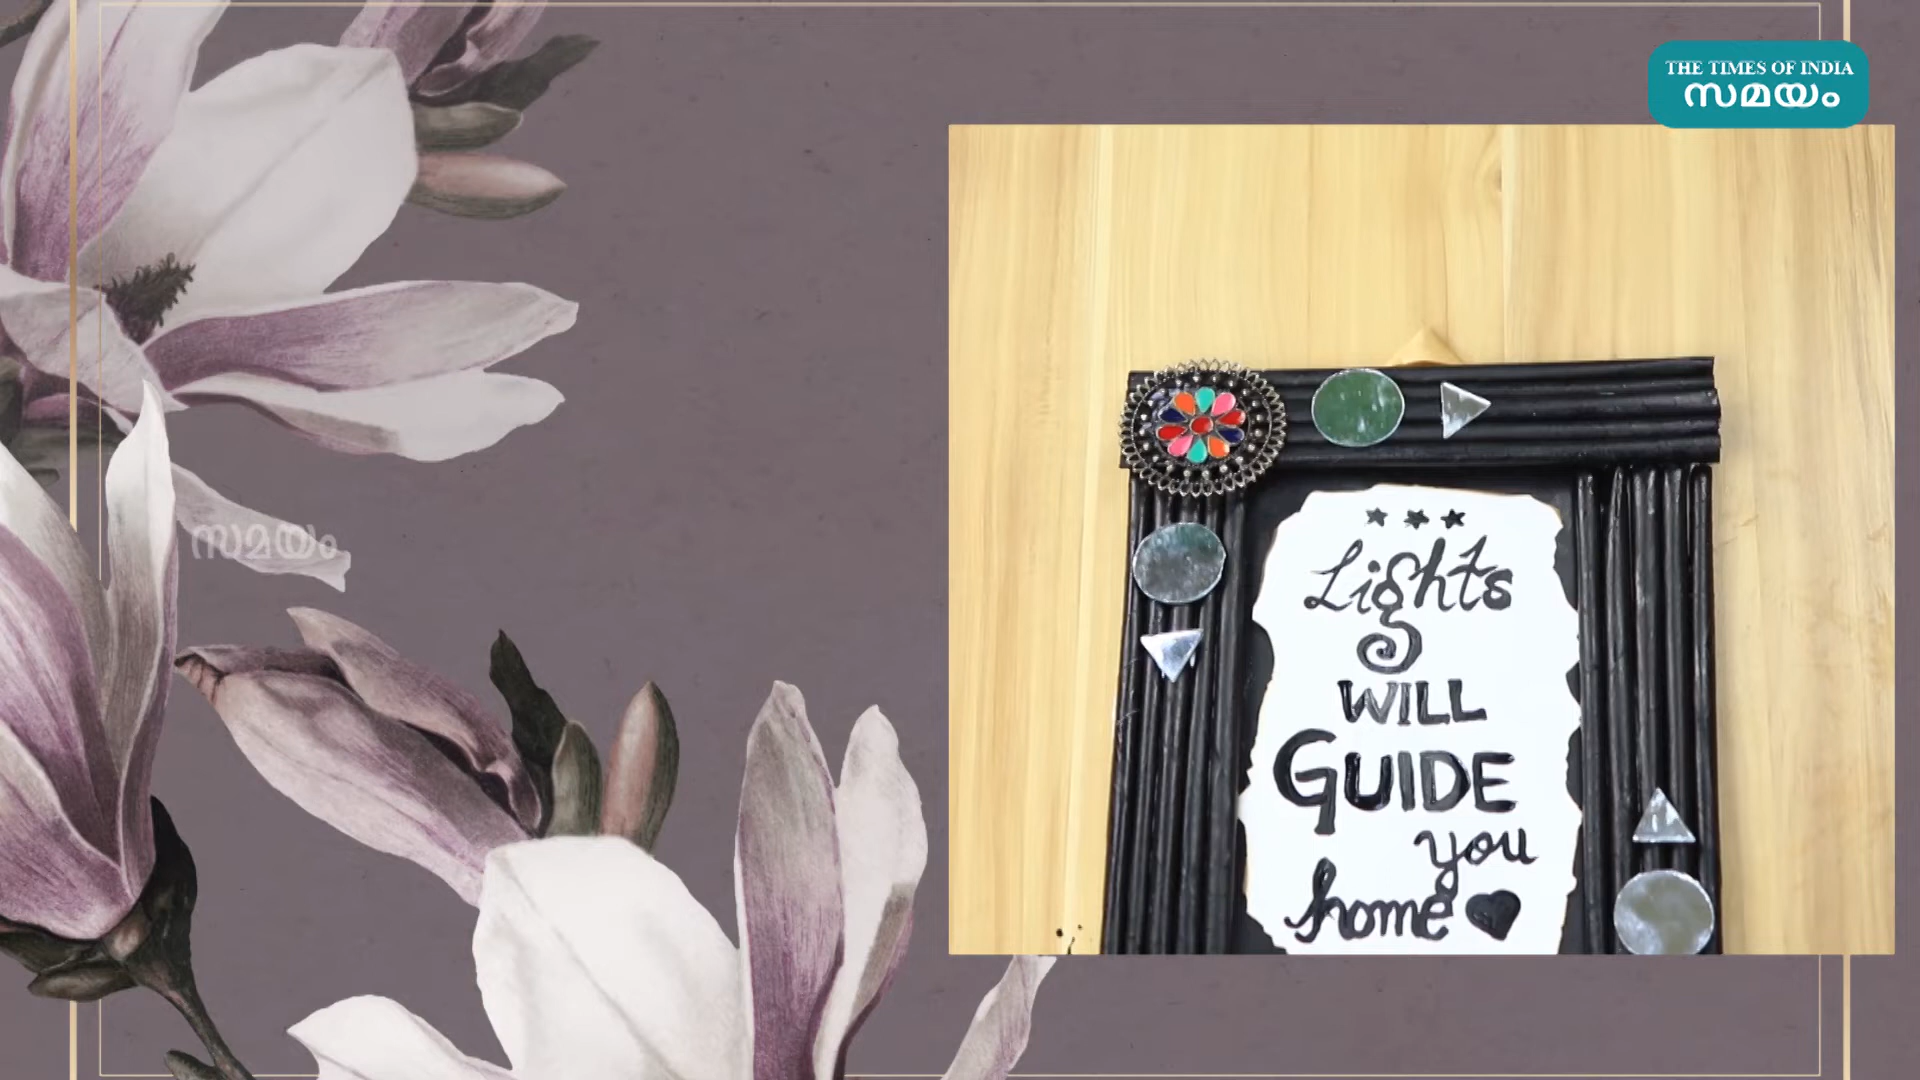 THE TIMES OF INDIA
സമയം
സമയം
Lights
WILL
GUIDE
you
home